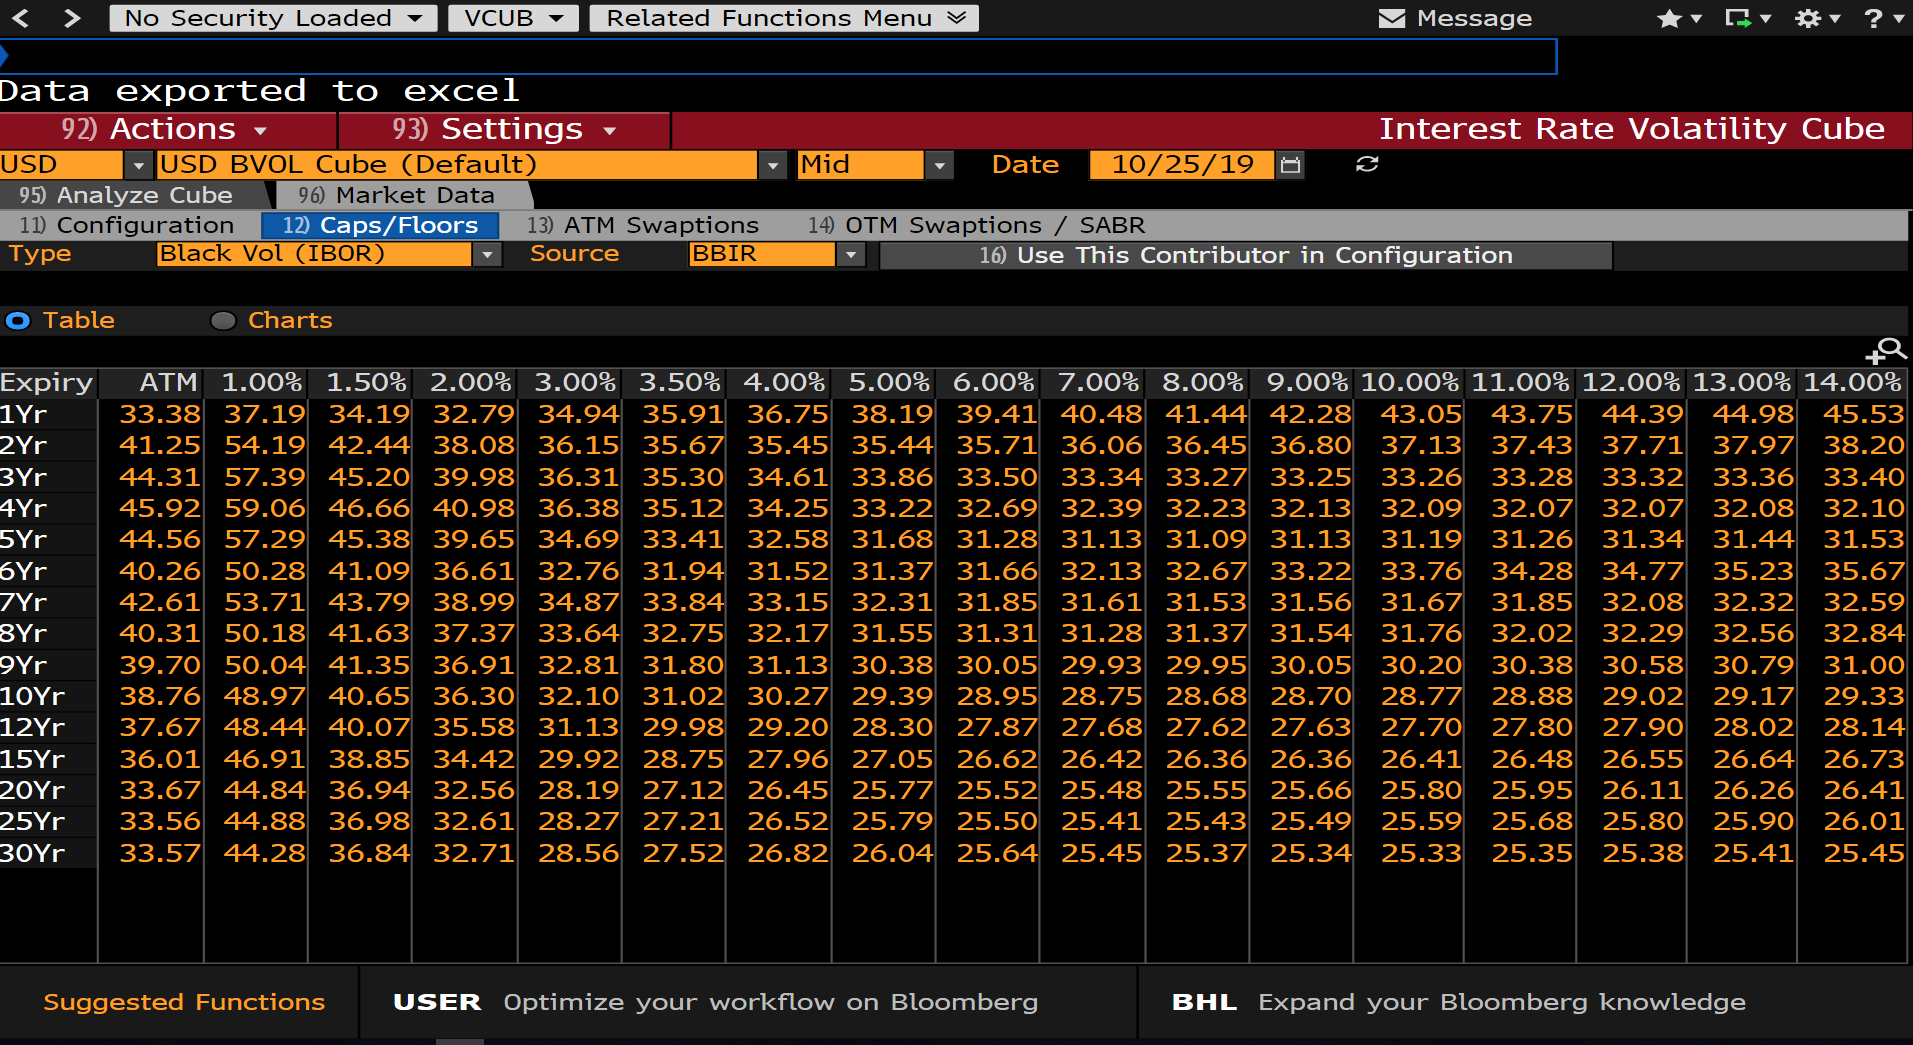 No Security Loaded VCUB Related Functions Menu Message ?
Data exported to excel
92) Actions 93) Settings Interest Rate Volatility Cube
USD USD BVOL Cube (Default) Mid Date 10/25/19
95) Analyze Cube 96) Market Data
11) Configuration 12) Caps/Floors 13) ATM Swaptions 14) OTM Swaptions / SABR
Type Black Vol (IBOR) Source BBIR 16) Use This Contributor in Configuration
Table Charts
Expiry ATM 1.00% 1.50% 2.00% 3.00% 3.50% 4.00% 5.00% 6.00% 7.00% 8.00% 9.00% 10.00% 11.00% 12.00% 13.00% 14.00%
1Yr 33.38 37.19 34.19 32.79 34.94 35.91 36.75 38.19 39.41 40.48 41.44 42.28 43.05 43.75 44.39 44.98 45.53
2Yr 41.25 54.19 42.44 38.08 36.15 35.67 35.45 35.44 35.71 36.06 36.45 36.80 37.13 37.43 37.71 37.97 38.20
3Yr 44.31 57.39 45.20 39.98 36.31 35.30 34.61 33.86 33.50 33.34 33.27 33.25 33.26 33.28 33.32 33.36 33.40
4Yr 45.92 59.06 46.66 40.98 36.38 35.12 34.25 33.22 32.69 32.39 32.23 32.13 32.09 32.07 32.07 32.08 32.10
5Yr 44.56 57.29 45.38 39.65 34.69 33.41 32.58 31.68 31.28 31.13 31.09 31.13 31.19 31.26 31.34 31.44 31.53
6Yr 40.26 50.28 41.09 36.61 32.76 31.94 31.52 31.37 31.66 32.13 32.67 33.22 33.76 34.28 34.77 35.23 35.67
7Yr 42.61 53.71 43.79 38.99 34.87 33.84 33.15 32.31 31.85 31.61 31.53 31.56 31.67 31.85 32.08 32.32 32.59
8Yr 40.31 50.18 41.63 37.37 33.64 32.75 32.17 31.55 31.31 31.28 31.37 31.54 31.76 32.02 32.29 32.56 32.84
9Yr 39.70 50.04 41.35 36.91 32.81 31.80 31.13 30.38 30.05 29.93 29.95 30.05 30.20 30.38 30.58 30.79 31.00
10Yr 38.76 48.97 40.65 36.30 32.10 31.02 30.27 29.39 28.95 28.75 28.68 28.70 28.77 28.88 29.02 29.17 29.33
12Yr 37.67 48.44 40.07 35.58 31.13 29.98 29.20 28.30 27.87 27.68 27.62 27.63 27.70 27.80 27.90 28.02 28.14
15Yr 36.01 46.91 38.85 34.42 29.92 28.75 27.96 27.05 26.62 26.42 26.36 26.36 26.41 26.48 26.55 26.64 26.73
20Yr 33.67 44.84 36.94 32.56 28.19 27.12 26.45 25.77 25.52 25.48 25.55 25.66 25.80 25.95 26.11 26.26 26.41
25Yr 33.56 44.88 36.98 32.61 28.27 27.21 26.52 25.79 25.50 25.41 25.43 25.49 25.59 25.68 25.80 25.90 26.01
30Yr 33.57 44.28 36.84 32.71 28.56 27.52 26.82 26.04 25.64 25.45 25.37 25.34 25.33 25.35 25.38 25.41 25.45
Suggested Functions USER Optimize your workflow on Bloomberg BHL Expand your Bloomberg knowledge